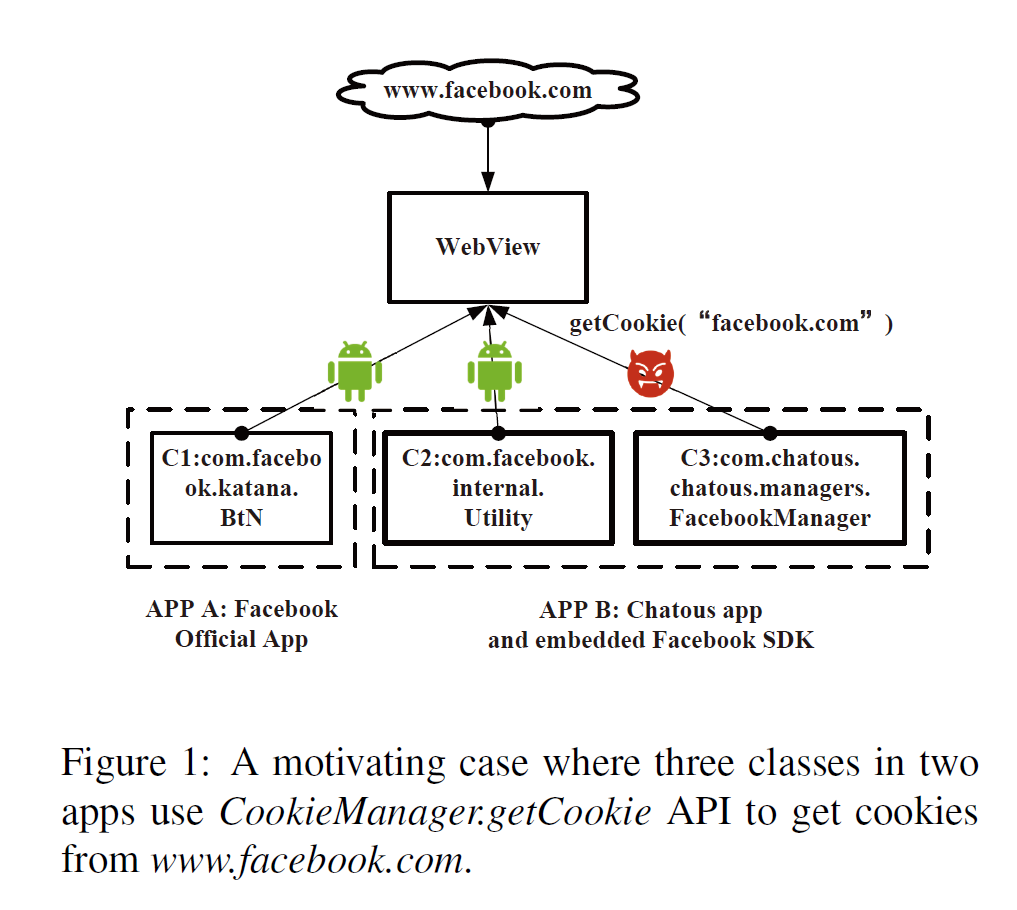 www.facebook.com
WebView
getCookie(“facebook.com”)
C1:com.facebo
ok.katana.
BtN
C2:com.facebook.
internal.
Utility
C3:com.chatous.
chatous.managers.
FacebookManager
APP A: Facebook
Official App
APP B: Chatous app
and embedded Facebook SDK
Figure 1: A motivating case where three classes in two
apps use CookieManager.getCookie API to get cookies
from www.facebook.com.